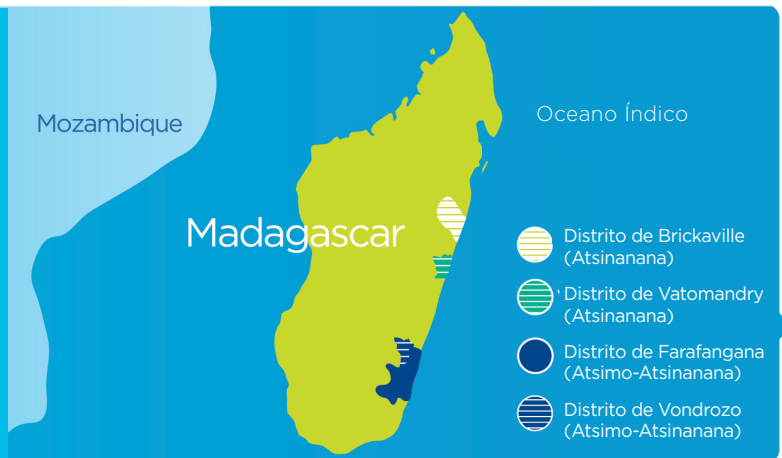 Mozambique
Oceano Índico
Madagascar
Distrito de Brickaville
(Atsinanana)
Distrito de Vatomandry
(Atsinanana)
Distrito de Farafangana
(Atsimo-Atsinanana)
Distrito de Vondrozo
(Atsimo-Atsinanana)